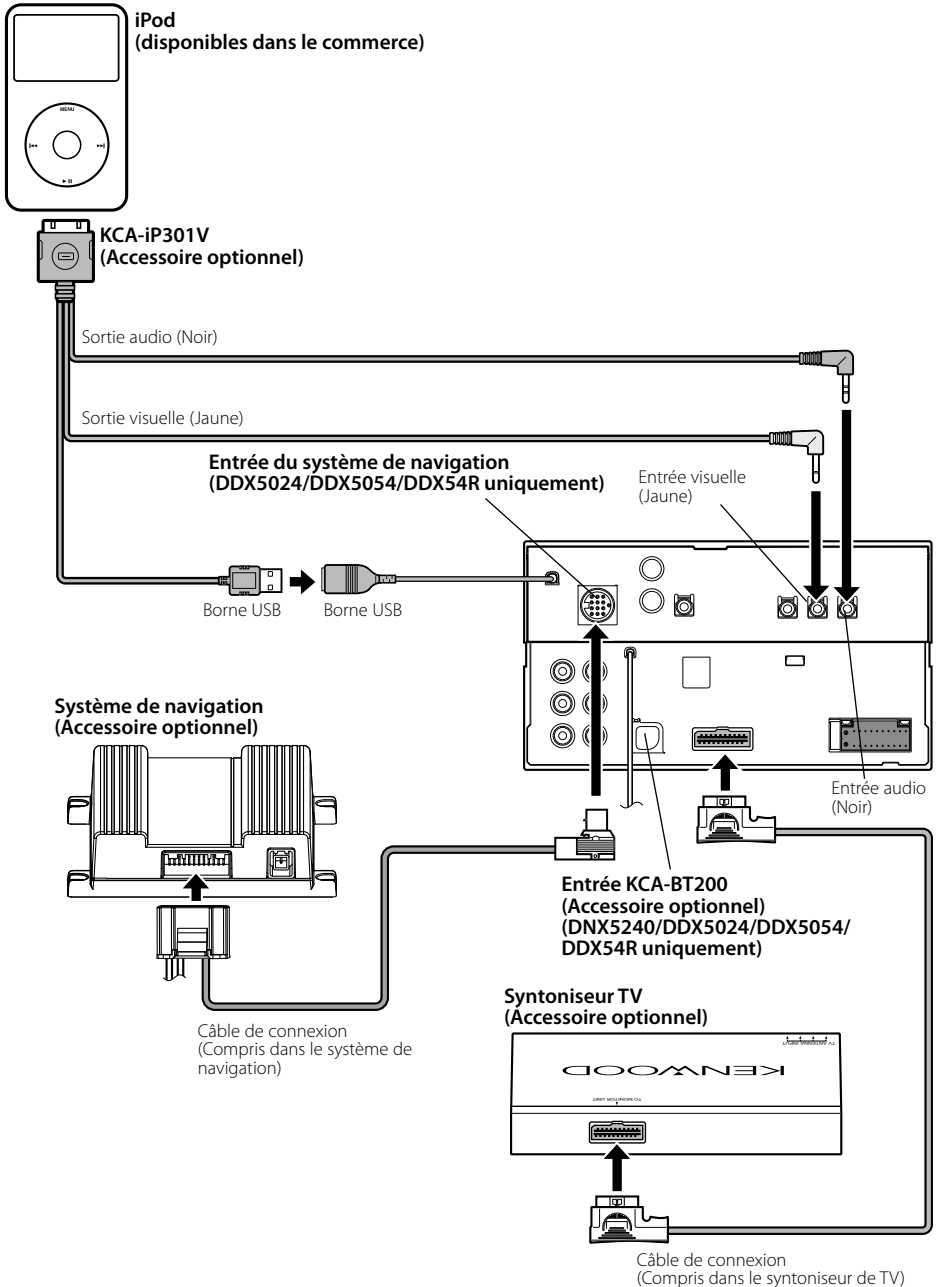 iPod
(disponibles dans le commerce)
MENU
KCA-iP301V
(Accessoire optionnel)
Sortie audio (Noir)
Sortie visuelle (Jaune)
Entrée du système de navigation
(DDX5024/DDX5054/DDX54R uniquement)
Entrée visuelle
(Jaune)
Borne USB
Borne USB
Système de navigation
(Accessoire optionnel)
Entrée audio
(Noir)
Entrée KCA-BT200
(Accessoire optionnel)
(DNX5240/DDX5024/DDX5054/
DDX54R uniquement)
Syntoniseur TV
(Accessoire optionnel)
Câble de connexion
(Compris dans le système de
navigation)
TV ANTENNA INPUT
KENWOOD
TO MONITOR UNIT
Câble de connexion
(Compris dans le syntoniseur de TV)